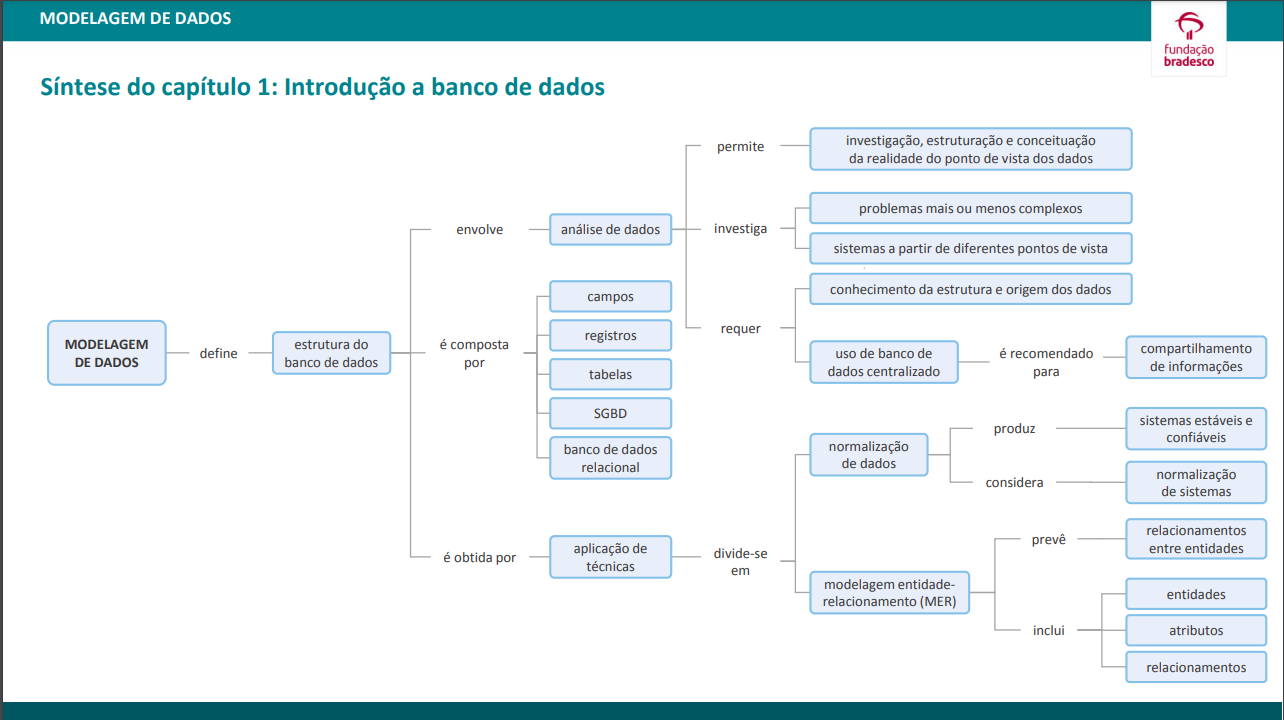 MODELAGEM DE DADOS
fundação
bradesco
Síntese do capítulo 1: Introdução a banco de dados
MODELAGEM
DE DADOS
define
estrutura do
banco de dados
envolve
análise de dados
permite
investigação, estruturação e conceituação
da realidade do ponto de vista dos dados
investiga
problemas mais ou menos complexos
sistemas a partir de diferentes pontos de vista
requer
conhecimento da estrutura e origem dos dados
uso de banco de
dados centralizado
é recomendado
para
compartilhamento
de informações
é composta
por
campos
registros
tabelas
SGBD
banco de dados
relacional
é obtida por
aplicação de
técnicas
divide-se
em
normalização
de dados
produz
sistemas estáveis e
confiáveis
considera
normalização
de sistemas
modelagem entidade-
relacionamento (MER)
prevê
relacionamentos
entre entidades
inclui
entidades
atributos
relacionamentos